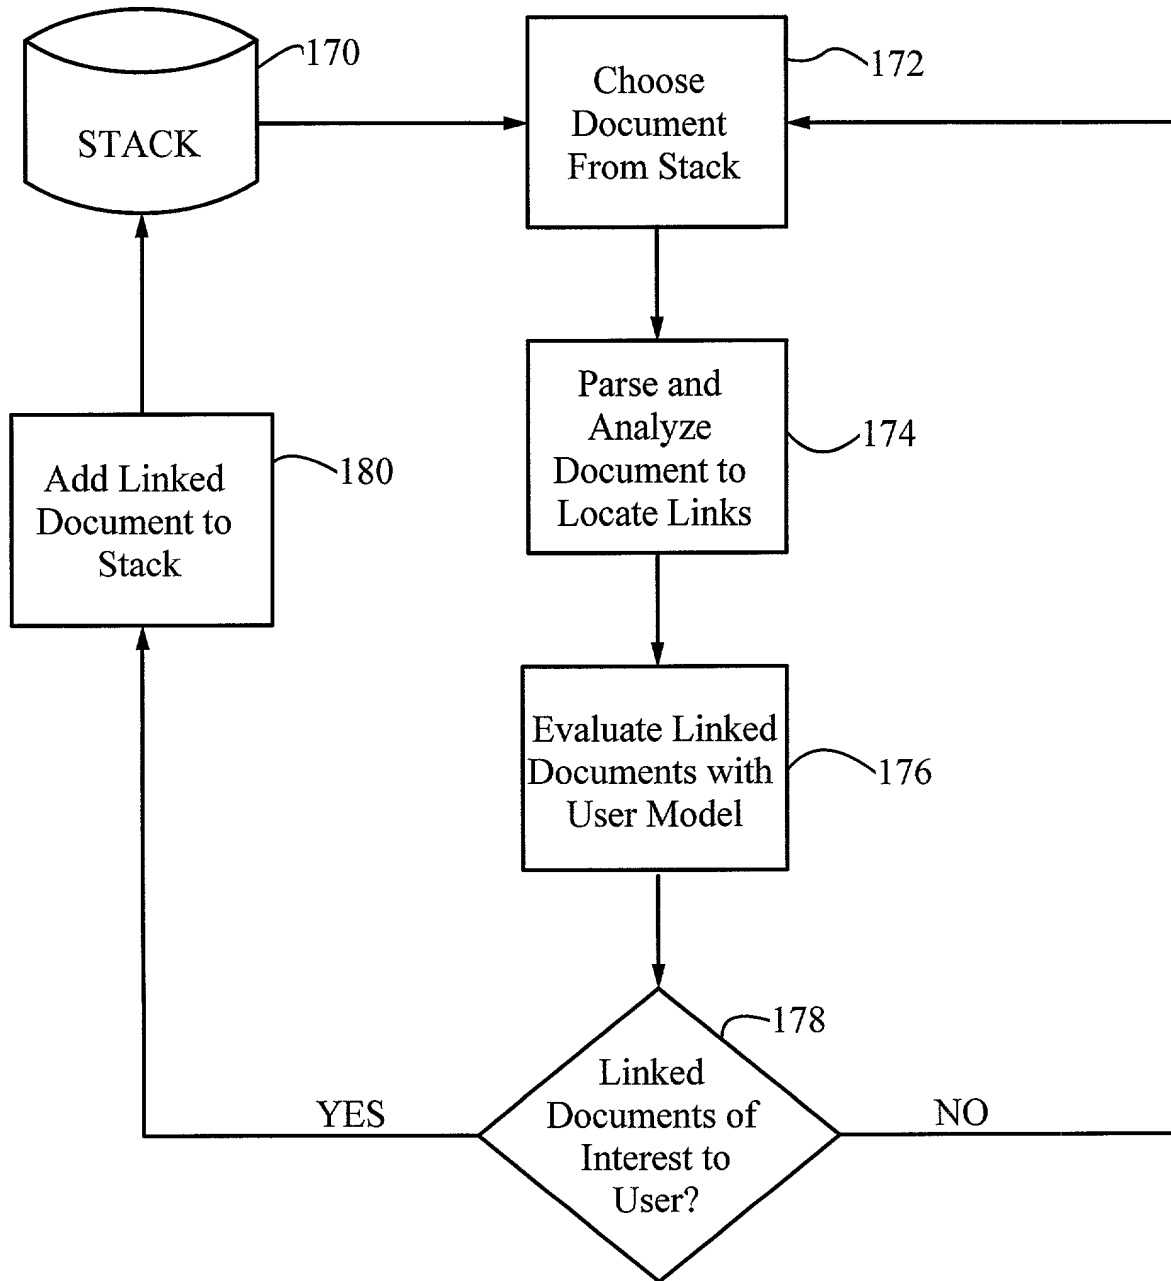 170
STACK
Choose
Document
From Stack
172
Parse and
Analyze
Document to
Locate Links
174
Add Linked
Document to
Stack
180
Evaluate Linked
Documents with
User Model
176
Linked
Documents of
Interest to
User?
178
YES
NO